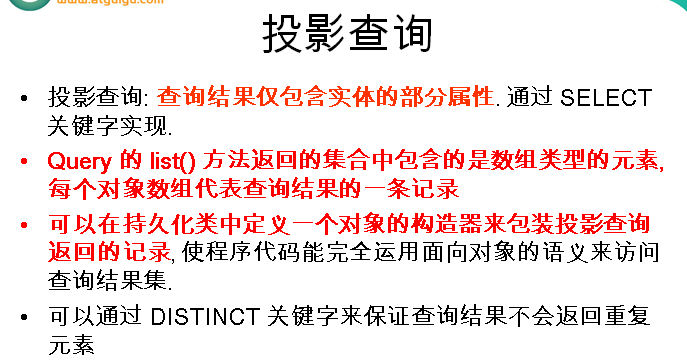 www.atguigu.com
投影查询
• 投影查询: 查询结果仅包含实体的部分属性. 通过 SELECT
关键字实现.
• Query 的 list() 方法返回的集合中包含的是数组类型的元素,
每个对象数组代表查询结果的一条记录
• 可以在持久化类中定义一个对象的构造器来包装投影查询
返回的记录, 使程序代码能完全运用面向对象的语义来访问
查询结果集.
• 可以通过 DISTINCT 关键字来保证查询结果不会返回重复
元素